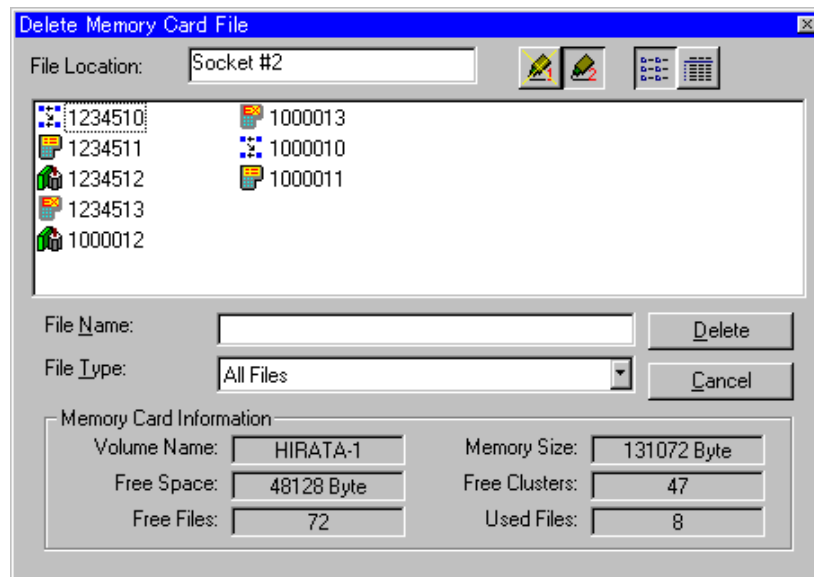 Delete Memory Card File
File Location: Socket #2
1 2
1234510 1000013
1234511 1000010
1234512 1000011
1234513
1000012
File Name: Delete
File Type: All Files Cancel
Memory Card Information
Volume Name: HIRATA-1 Memory Size: 131072 Byte
Free Space: 48128 Byte Free Clusters: 47
Free Files: 72 Used Files: 8